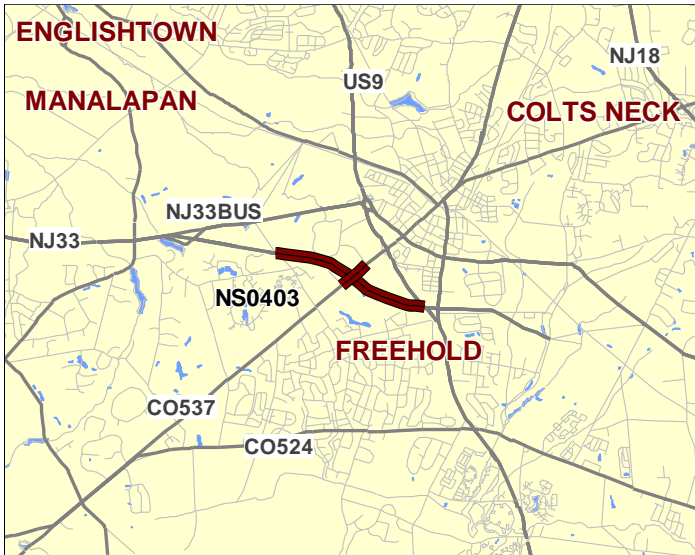 ENGLISHTOWN
NJ18
US9
MANALAPAN
COLTS NECK
NJ33BUS
NJ33
NS0403
FREEHOLD
CO537
CO524